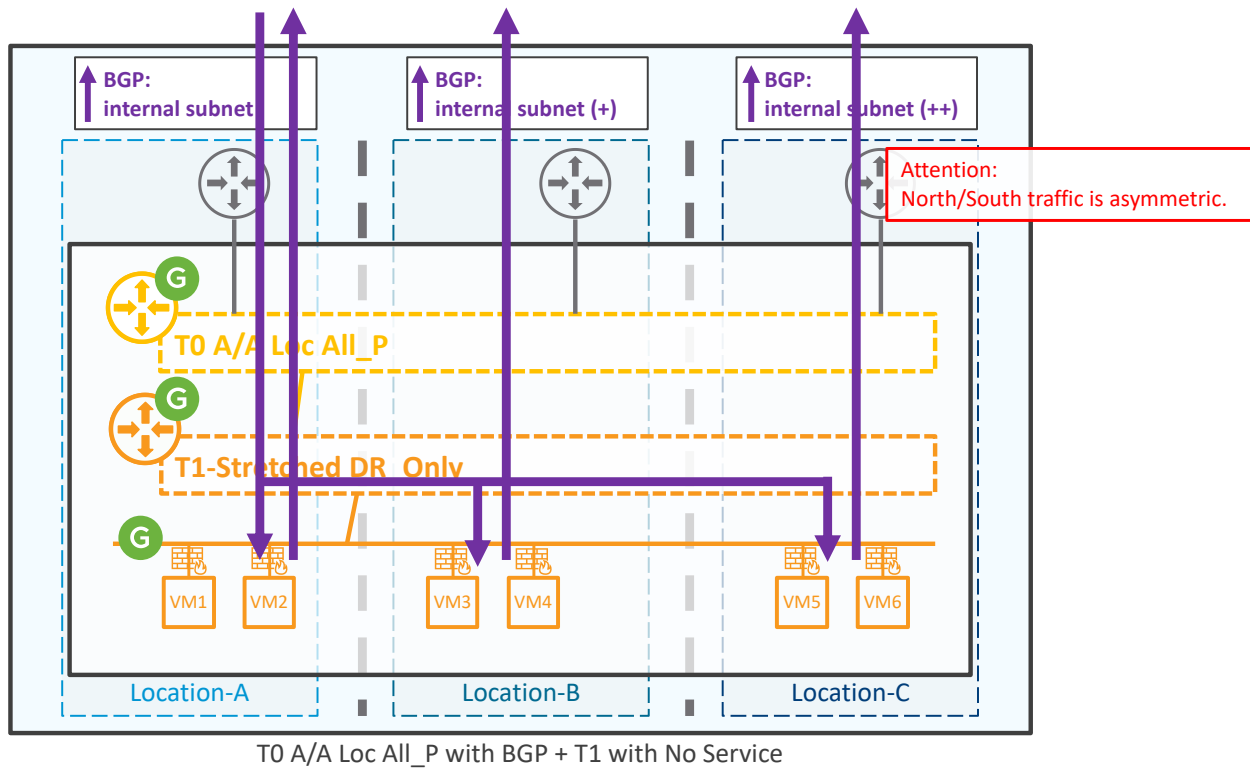 BGP:
internal subnet
BGP:
internal subnet (+)
BGP:
internal subnet (++)
Attention:
North/South traffic is asymmetric.
G
T0 A/A Loc All_P
G
T1-Stretched DR_Only
G
VM1
VM2
VM3
VM4
VM5
VM6
Location-A
Location-B
Location-C
T0 A/A Loc All_P with BGP + T1 with No Service